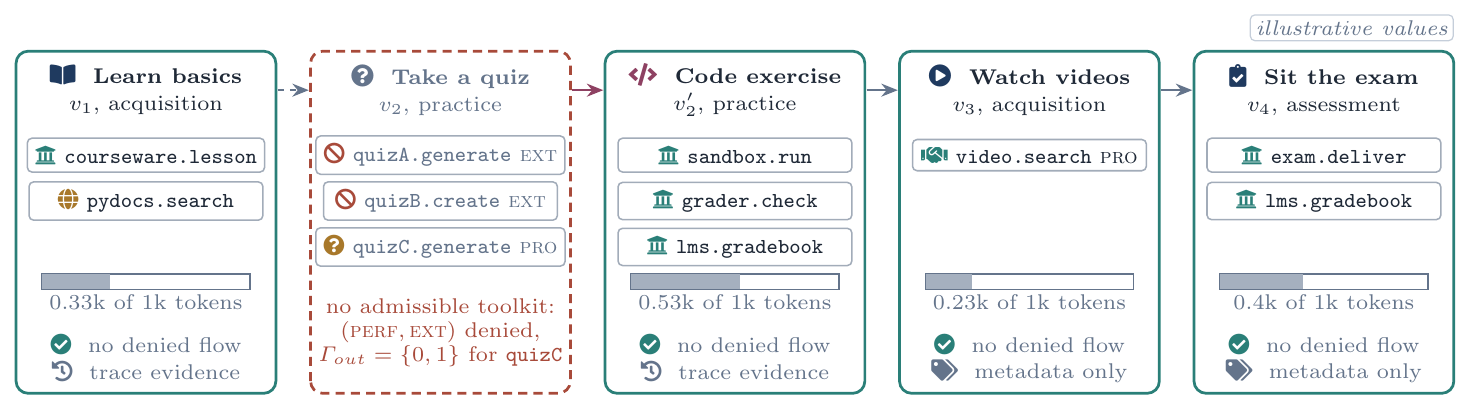 illustrative values
Learn basics
v₁, acquisition
courseware.lesson
pydocs.search
0.33k of 1k tokens
no denied flow
trace evidence
Take a quiz
v₂, practice
quizA.generate EXT
quizB.create EXT
quizC.generate PRO
no admissible toolkit:
(PERF, EXT) denied,
Γₒᵤₜ = {0, 1} for quizC
Code exercise
v₂′, practice
sandbox.run
grader.check
lms.gradebook
0.53k of 1k tokens
no denied flow
trace evidence
Watch videos
v₃, acquisition
video.search PRO
0.23k of 1k tokens
no denied flow
metadata only
Sit the exam
v₄, assessment
exam.deliver
lms.gradebook
0.4k of 1k tokens
no denied flow
metadata only